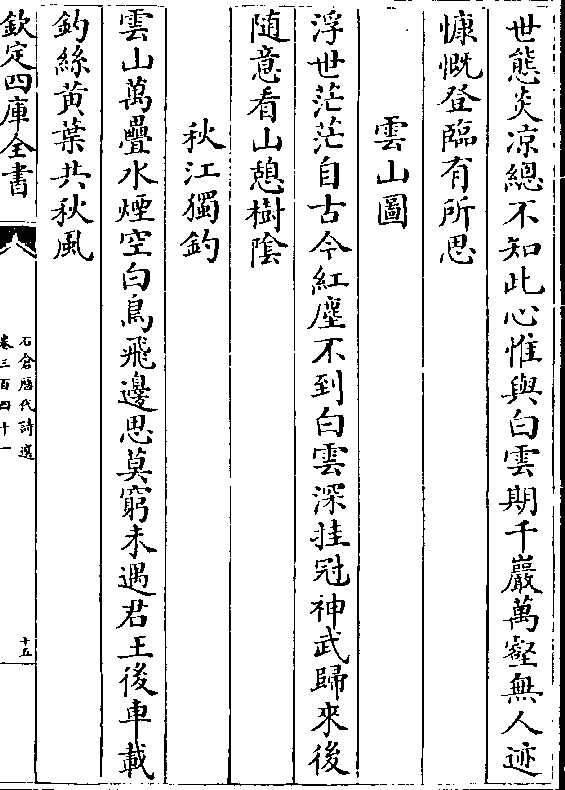 世態炎凉總不知此心惟與白雲期千巖萬壑無人迹
慷慨登臨有所思
雲山圖
浮世茫茫自古今紅塵不到白雲深挂冠神武歸來後
随意看山憩樹陰
秋江獨釣
雲山萬疊水煙空白鳥飛邊思莫窮未遇君王後車載
釣絲黄葉共秋風
欽定四庫全書
石倉歴代詩選
卷三百四十一
十五